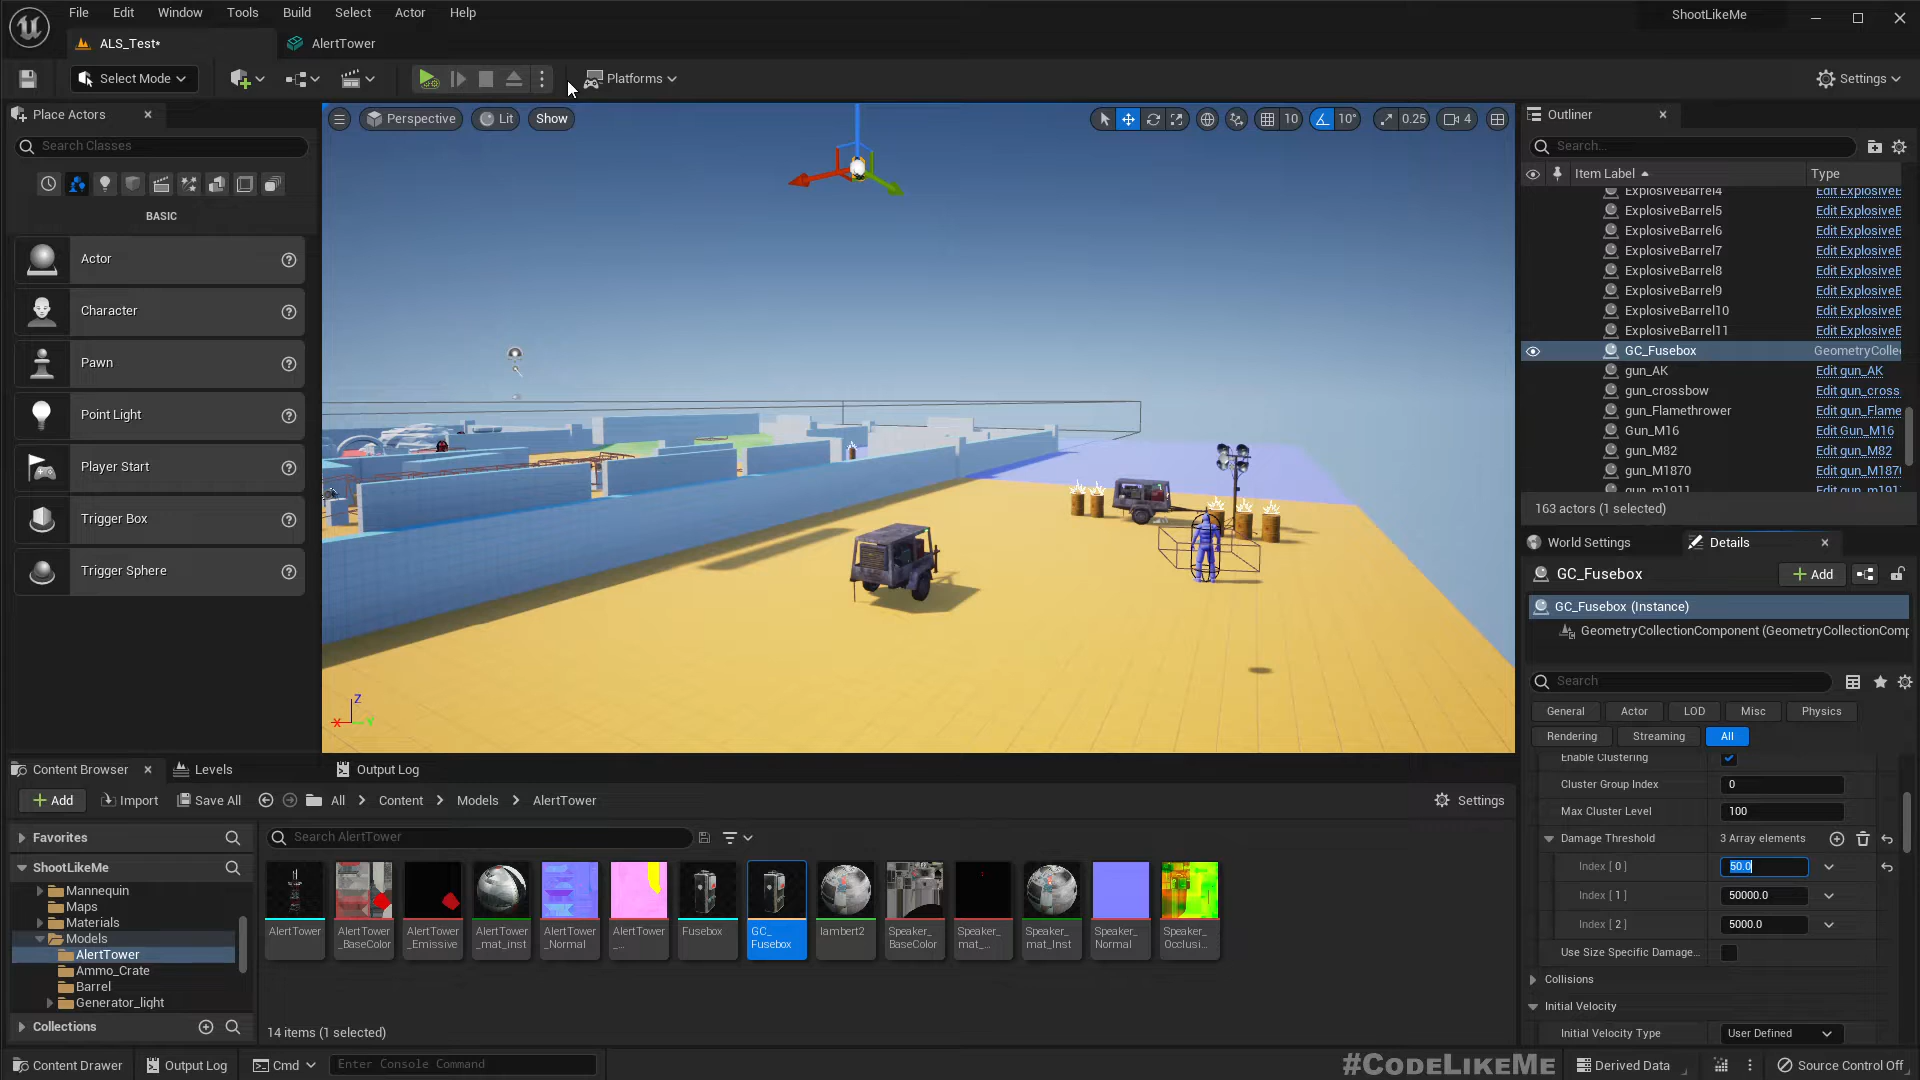 File Edit Window Tools Build Select Actor Help
ShootLikeMe
ALS_Test*
AlertTower
Select Mode
Platforms
Settings
Place Actors
Search Classes
BASIC
Actor
Character
Pawn
Point Light
Player Start
Trigger Box
Trigger Sphere
Perspective
Lit
Show
10
10°
0.25
4
Z
X
Y
Outliner
Search...
Item Label
Type
ExplosiveBarrel4 Edit ExplosiveB
ExplosiveBarrel5 Edit ExplosiveB
ExplosiveBarrel6 Edit ExplosiveB
ExplosiveBarrel7 Edit ExplosiveB
ExplosiveBarrel8 Edit ExplosiveB
ExplosiveBarrel9 Edit ExplosiveB
ExplosiveBarrel10 Edit ExplosiveB
ExplosiveBarrel11 Edit ExplosiveB
GC_Fusebox GeometryColle
gun_AK Edit gun_AK
gun_crossbow Edit gun_cross
gun_Flamethrower Edit gun_Flame
Gun_M16 Edit Gun_M16
gun_M82 Edit gun_M82
gun_M1870 Edit gun_M187
gun_m1911 Edit gun_m191
163 actors (1 selected)
World Settings
Details
GC_Fusebox
Add
GC_Fusebox (Instance)
GeometryCollectionComponent (GeometryCollectionComp
Search
General Actor LOD Misc Physics
Rendering Streaming All
Enable Clustering
Cluster Group Index 0
Max Cluster Level 100
Damage Threshold 3 Array elements
Index [ 0 ] 50.0
Index [ 1 ] 50000.0
Index [ 2 ] 5000.0
Use Size Specific Damage...
Collisions
Initial Velocity
Initial Velocity Type User Defined
Content Browser
Levels
Output Log
Add
Import
Save All
All
Content
Models
AlertTower
Settings
Favorites
ShootLikeMe
Mannequin
Maps
Materials
Models
AlertTower
Ammo_Crate
Barrel
Generator_light
Collections
Search AlertTower
AlertTower
AlertTower
_BaseColor
AlertTower
_Emissive
AlertTower
_mat_inst
AlertTower
_Normal
AlertTower
_...
Fusebox
GC_
Fusebox
lambert2
Speaker_
BaseColor
Speaker_
mat_...
Speaker_
mat_Inst
Speaker_
Normal
Speaker_
Occlusi...
14 items (1 selected)
Content Drawer
Output Log
Cmd
Enter Console Command
#CodeLikeMe
Derived Data
Source Control Off